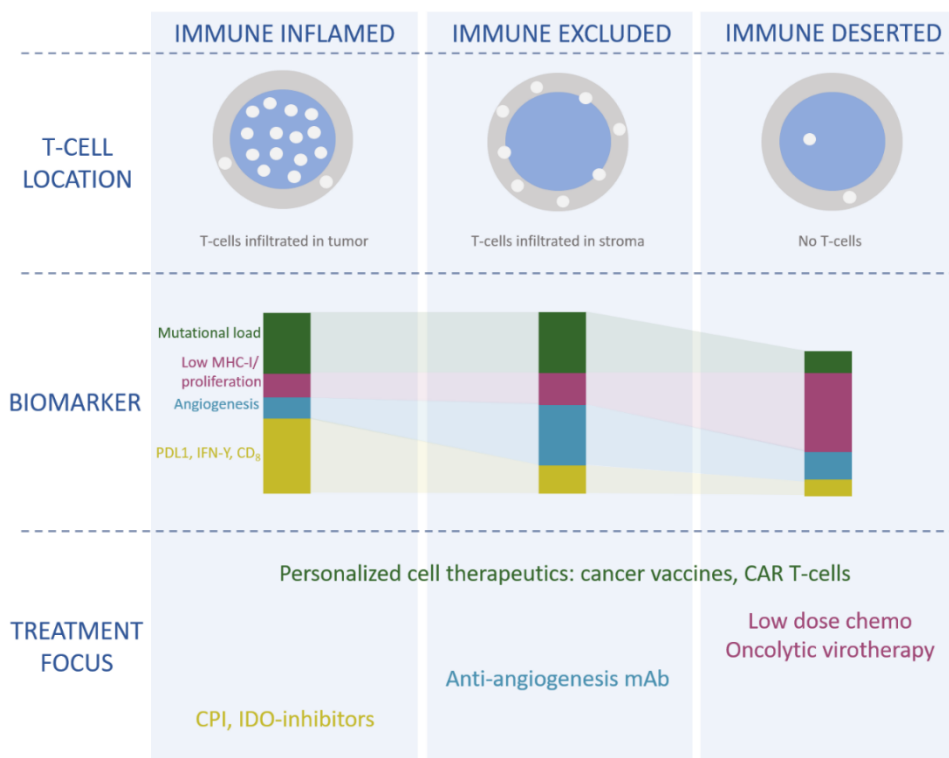 IMMUNE INFLAMED
IMMUNE EXCLUDED
IMMUNE DESERTED
T-CELL
LOCATION
T-cells infiltrated in tumor
T-cells infiltrated in stroma
No T-cells
BIOMARKER
Mutational load
Low MHC-I/
proliferation
Angiogenesis
PDL1, IFN-Y, CD₈
TREATMENT
FOCUS
Personalized cell therapeutics: cancer vaccines, CAR T-cells
Low dose chemo
Oncolytic virotherapy
Anti-angiogenesis mAb
CPI, IDO-inhibitors